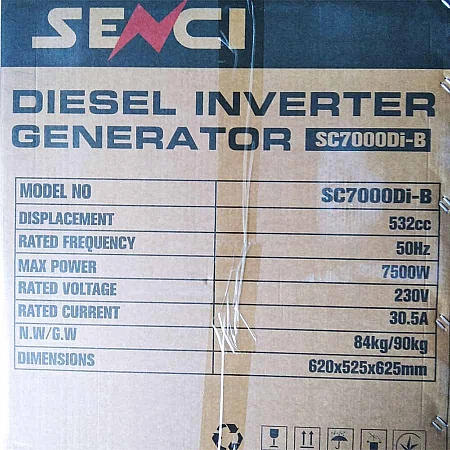 SENCI
DIESEL INVERTER
GENERATOR SC7000Di-B
MODEL NO SC7000Di-B
DISPLACEMENT 532cc
RATED FREQUENCY 50Hz
MAX POWER 7500W
RATED VOLTAGE 230V
RATED CURRENT 30.5A
N.W/G.W 84kg/90kg
DIMENSIONS 620x525x625mm